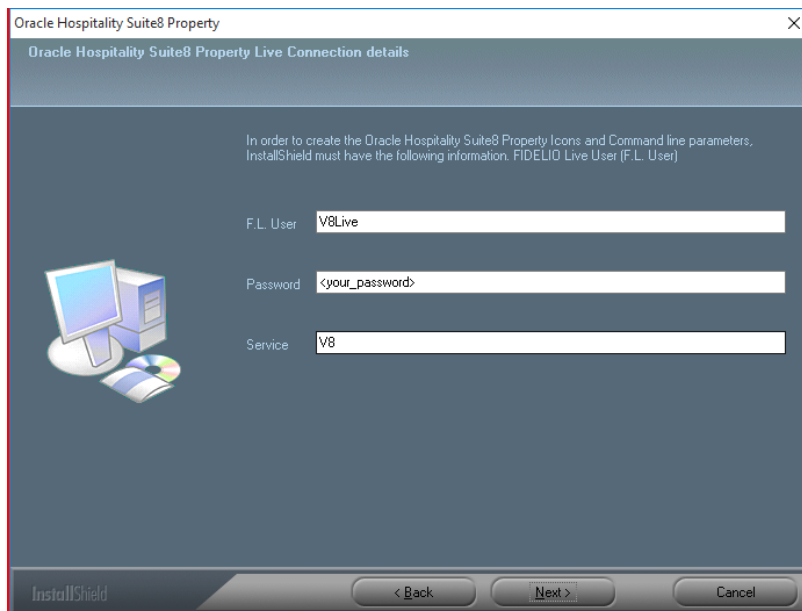 Oracle Hospitality Suite8 Property
Oracle Hospitality Suite8 Property Live Connection details
In order to create the Oracle Hospitality Suite8 Property Icons and Command line parameters,
InstallShield must have the following information. FIDELIO Live User (F.L. User)
F.L. User V8Live
Password <your_password>
Service V8
InstallShield < Back Next > Cancel